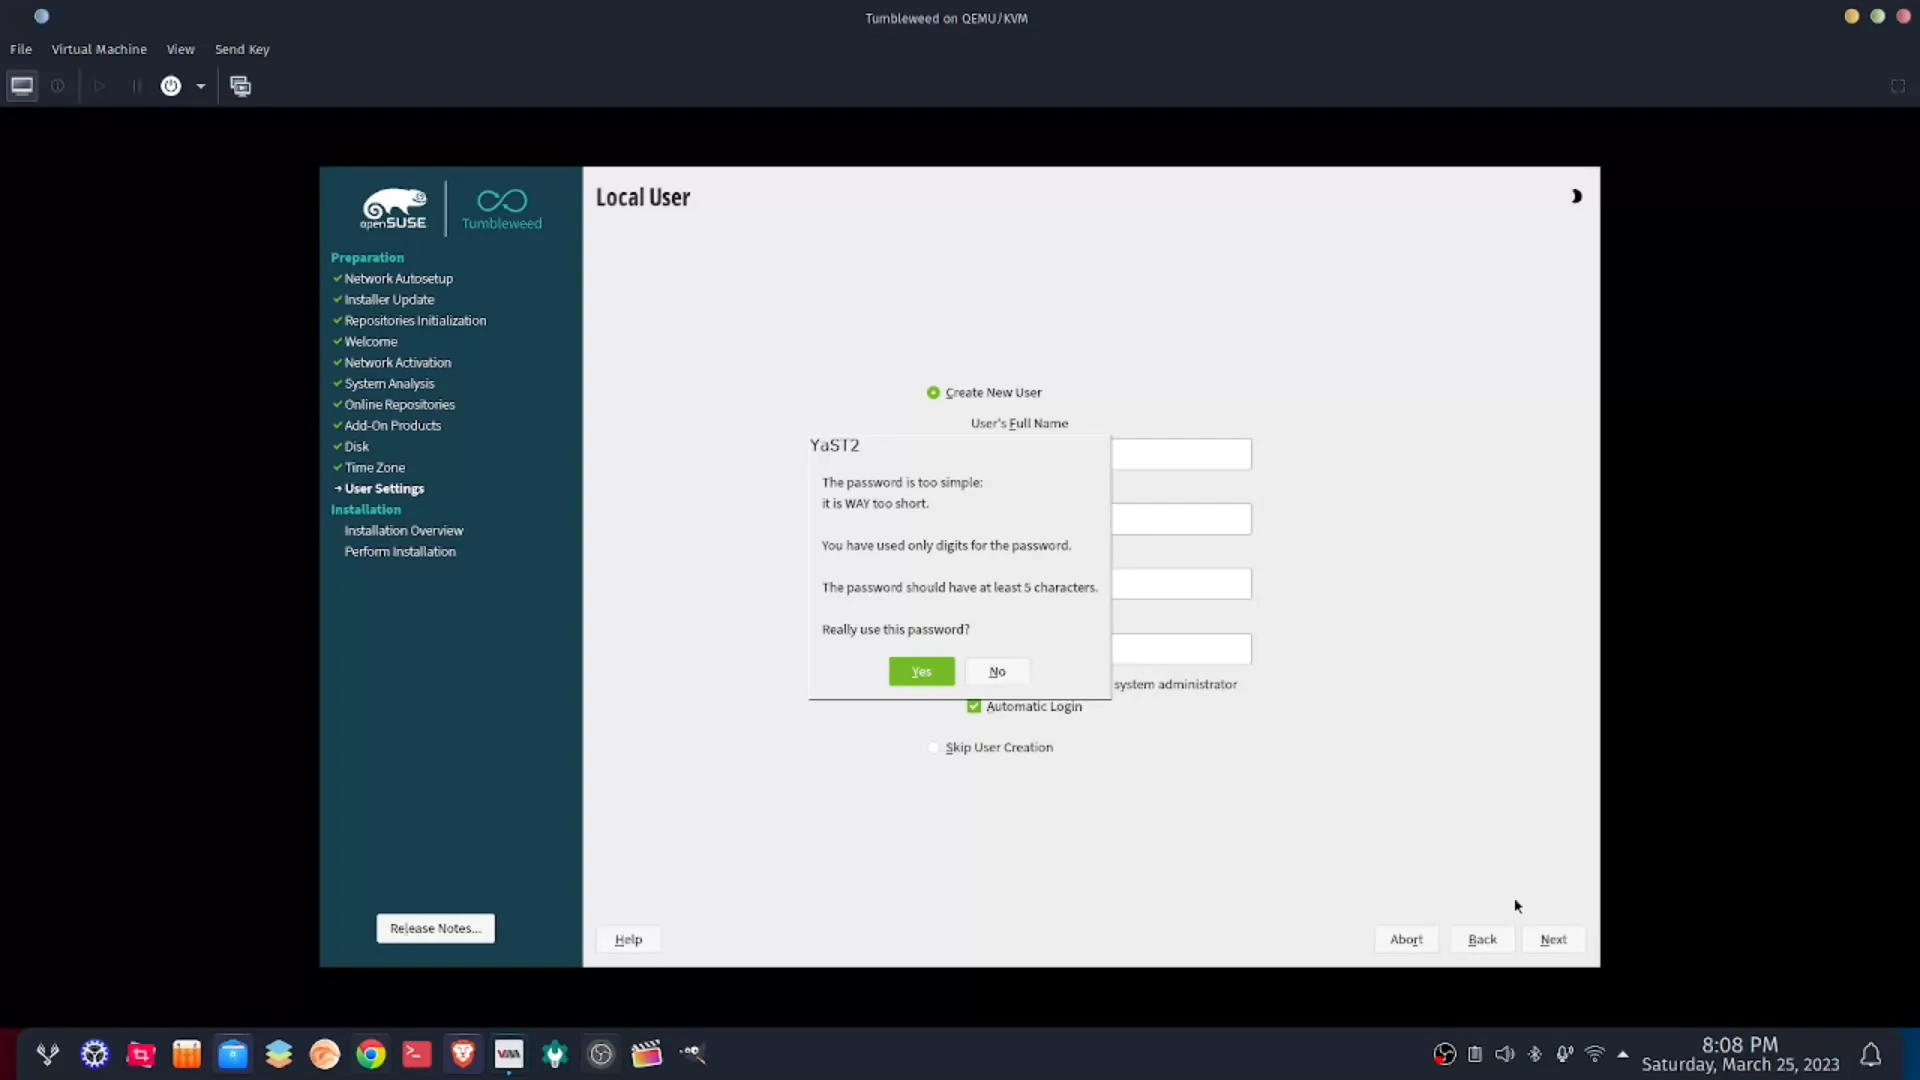 Tumbleweed on QEMU/KVM
File Virtual Machine View Send Key
openSUSE Tumbleweed
Preparation
Network Autosetup
Installer Update
Repositories Initialization
Welcome
Network Activation
System Analysis
Online Repositories
Add-On Products
Disk
Time Zone
User Settings
Installation
Installation Overview
Perform Installation
Release Notes...
Local User
Create New User
User's Full Name
YaST2
The password is too simple:
it is WAY too short.
You have used only digits for the password.
The password should have at least 5 characters.
Really use this password?
Yes No
system administrator
Automatic Login
Skip User Creation
Help Abort Back Next
8:08 PM
Saturday, March 25, 2023